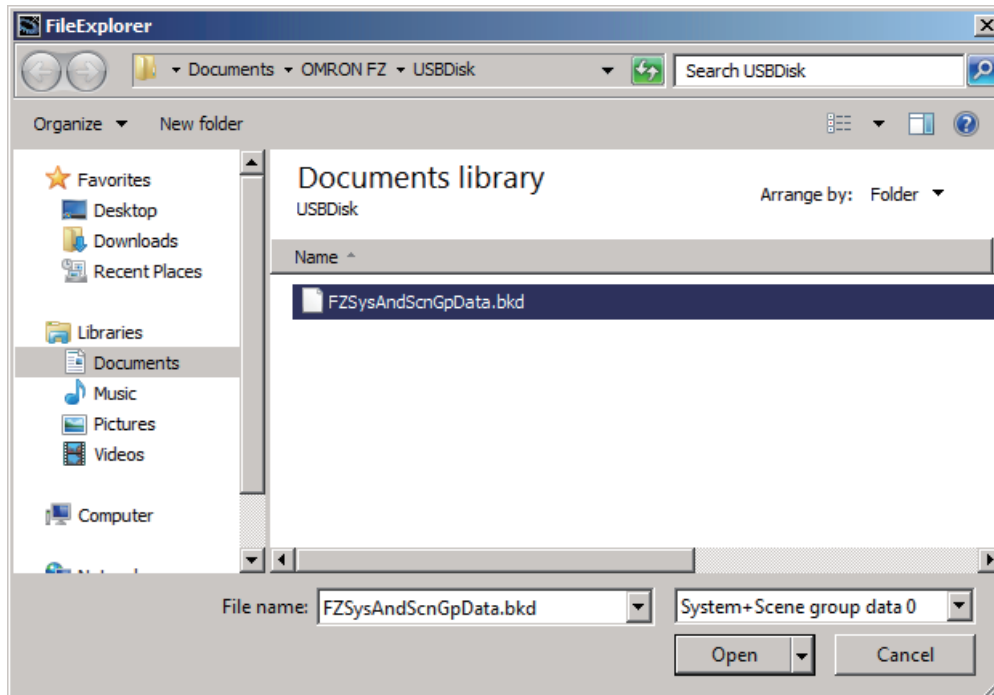 FileExplorer
Documents OMRON FZ USBDisk
Search USBDisk
Organize New folder
Favorites
Desktop
Downloads
Recent Places
Libraries
Documents
Music
Pictures
Videos
Computer
Documents library
USBDisk
Arrange by: Folder
Name
FZSysAndScnGpData.bkd
File name: FZSysAndScnGpData.bkd
System+Scene group data 0
Open
Cancel